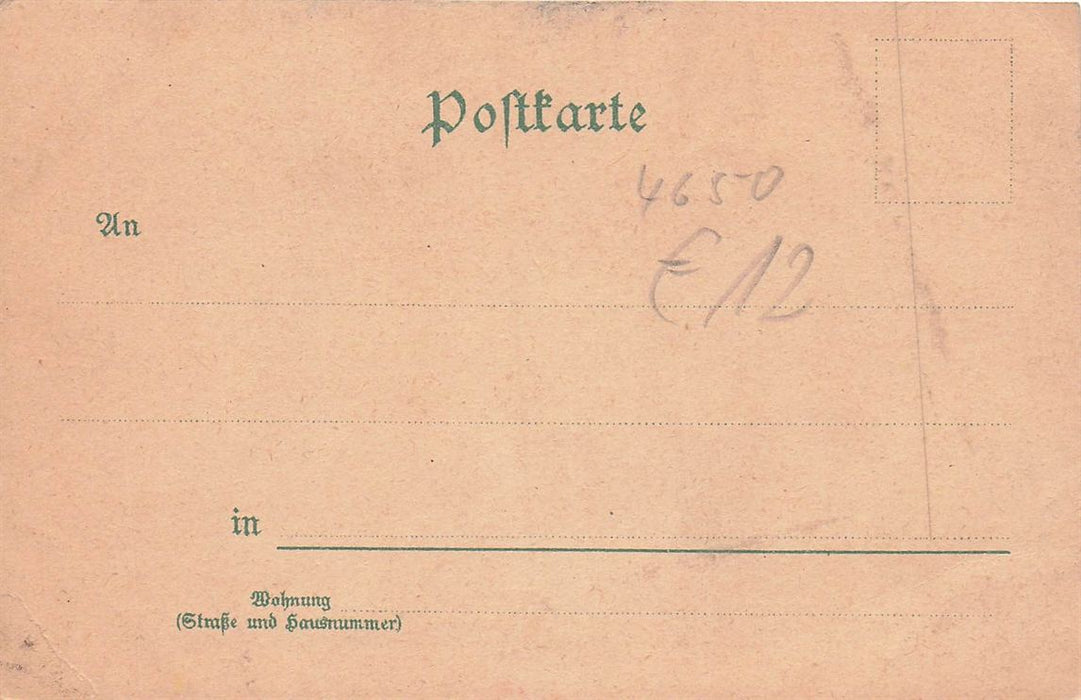 Postkarte
4650
€ 12
An
in
Wohnung
(Straße und Hausnummer)